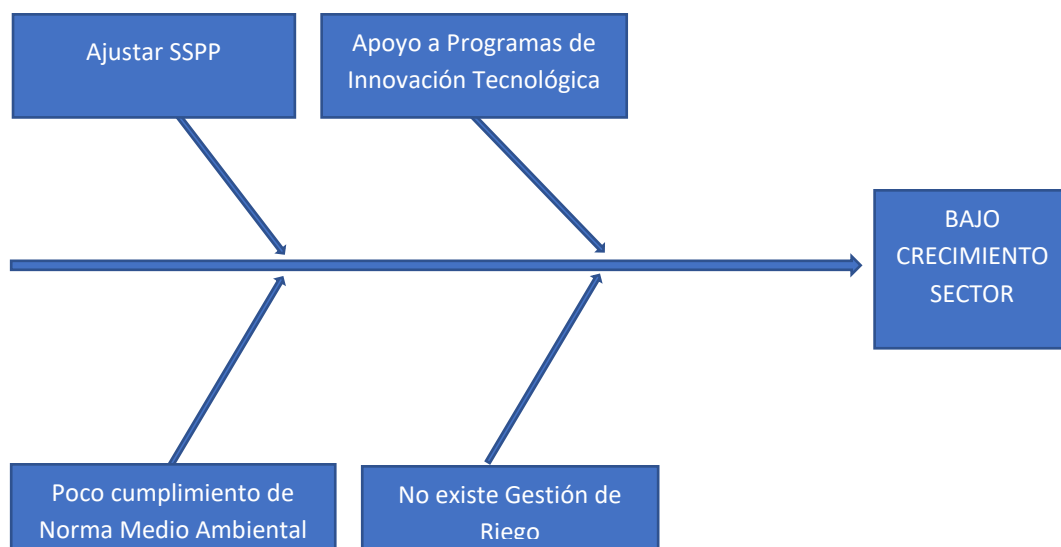 Ajustar SSPP
Apoyo a Programas de
Innovación Tecnológica
BAJO
CRECIMIENTO
SECTOR
Poco cumplimiento de
Norma Medio Ambiental
No existe Gestión de
Riego